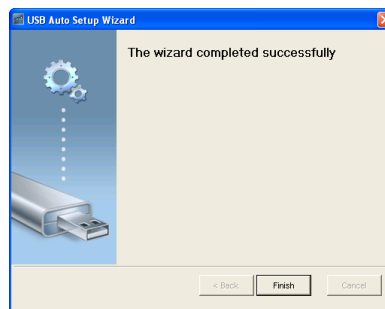 USB Auto Setup Wizard
The wizard completed successfully
< Back Finish Cancel